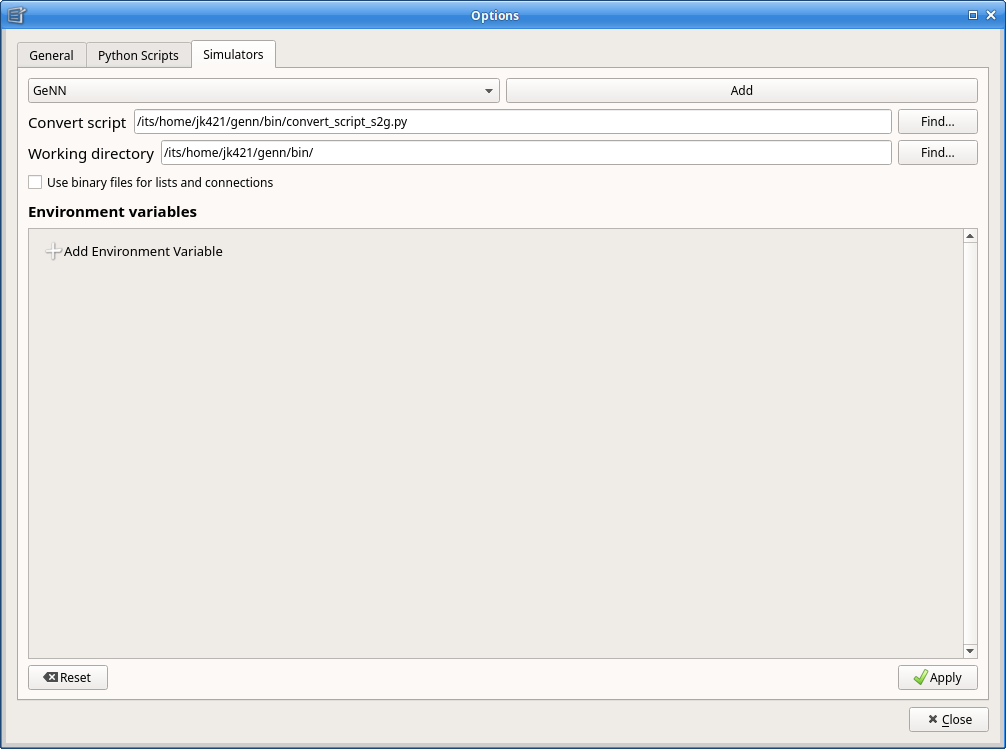 Options
General Python Scripts Simulators
GeNN Add
Convert script /its/home/jk421/genn/bin/convert_script_s2g.py Find...
Working directory /its/home/jk421/genn/bin/ Find...
Use binary files for lists and connections
Environment variables
Add Environment Variable
Reset Apply
Close